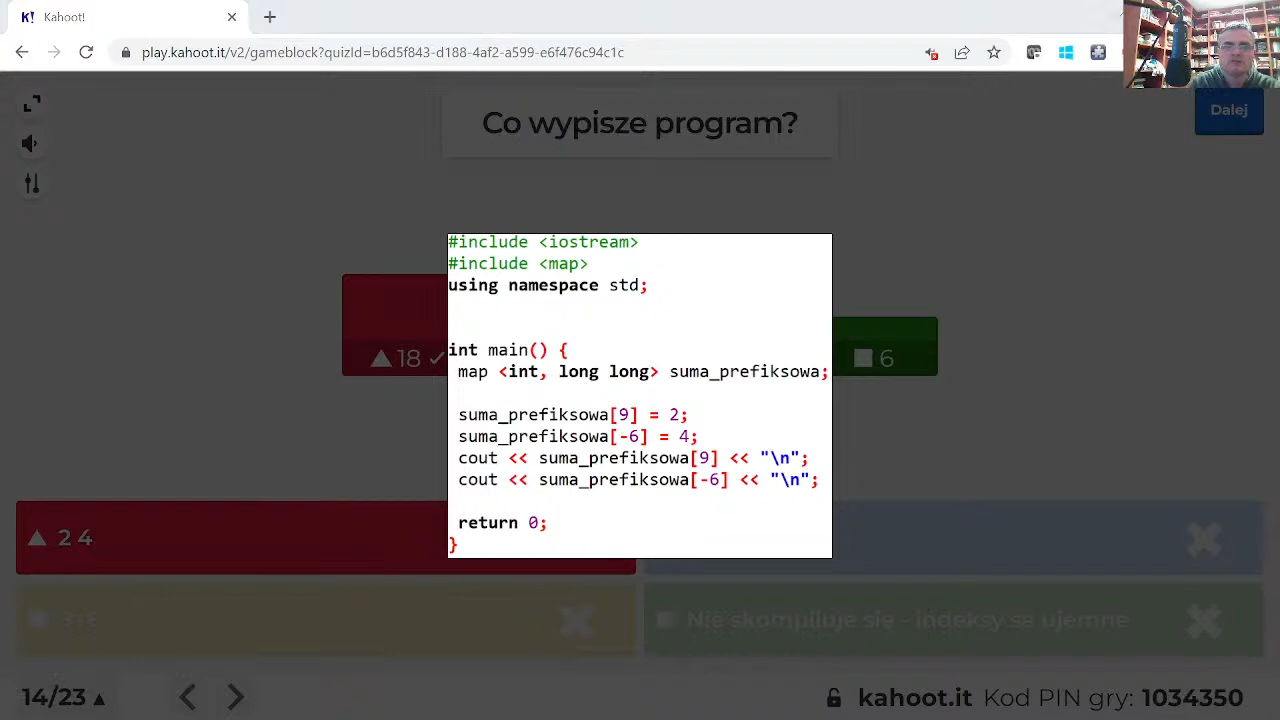 Kahoot!
play.kahoot.it/v2/gameblock?quizId=b6d5f843-d188-4af2-a599-e6f476c94c1c
Co wypisze program?
Dalej
#include <iostream>
#include <map>
using namespace std;
int main() {
map <int, long long> suma_prefiksowa;
suma_prefiksowa[9] = 2;
suma_prefiksowa[-6] = 4;
cout << suma_prefiksowa[9] << "\n";
cout << suma_prefiksowa[-6] << "\n";
return 0;
}
18
6
2 4
Nie skompiluje się - indeksy są ujemne
14/23
kahoot.it Kod PIN gry: 1034350